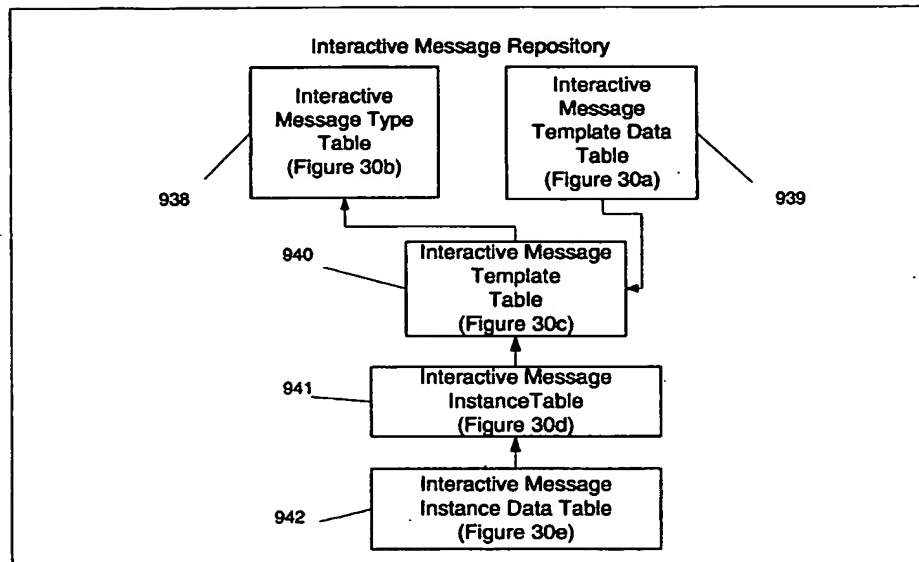 Interactive Message Repository
Interactive
Message Type
Table
(Figure 30b)
938
Interactive
Message
Template Data
Table
(Figure 30a)
939
940
Interactive Message
Template
Table
(Figure 30c)
941
Interactive Message
InstanceTable
(Figure 30d)
942
Interactive Message
Instance Data Table
(Figure 30e)